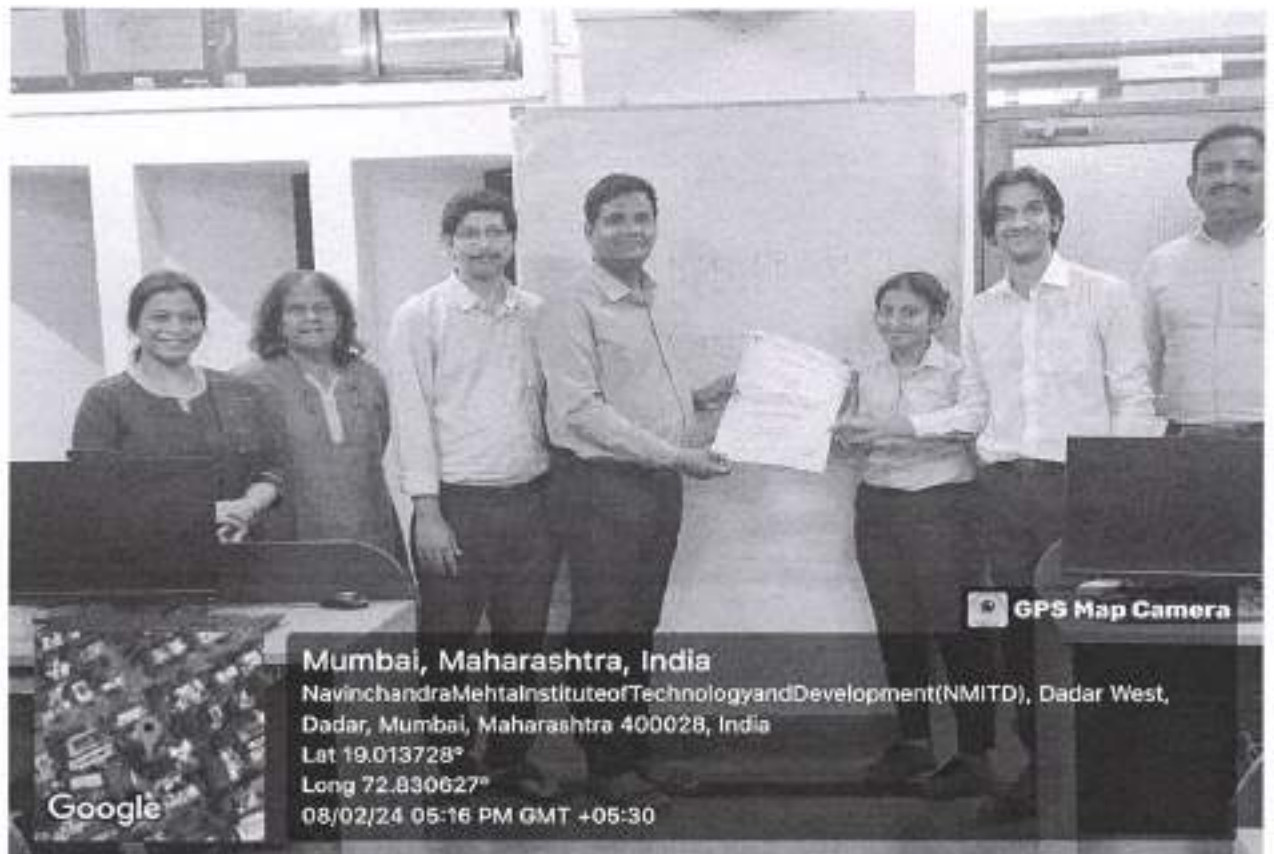 GPS Map Camera
Mumbai, Maharashtra, India
NavinchandraMehtaInstituteofTechnologyandDevelopment(NMITD), Dadar West,
Dadar, Mumbai, Maharashtra 400028, India
Lat 19.013728°
Long 72.830627°
08/02/24 05:16 PM GMT +05:30
Google